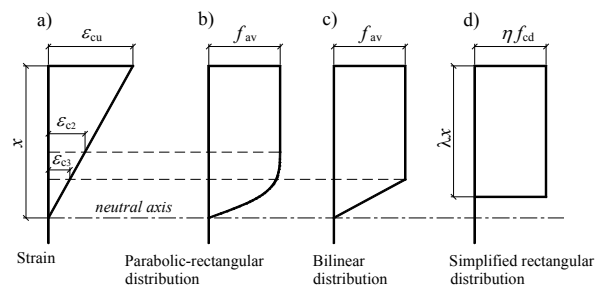 a)
b)
c)
d)
εcu
fav
fav
ηfcd
x
εc2
εc3
λx
neutral axis
Strain
Parabolic-rectangular
distribution
Bilinear
distribution
Simplified rectangular
distribution